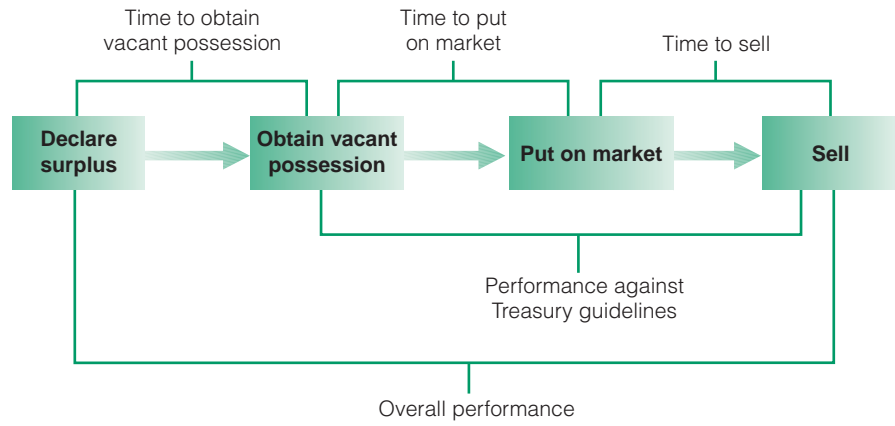 Time to obtain
vacant possession
Time to put
on market
Time to sell
Declare
surplus
Obtain vacant
possession
Put on market
Sell
Performance against
Treasury guidelines
Overall performance